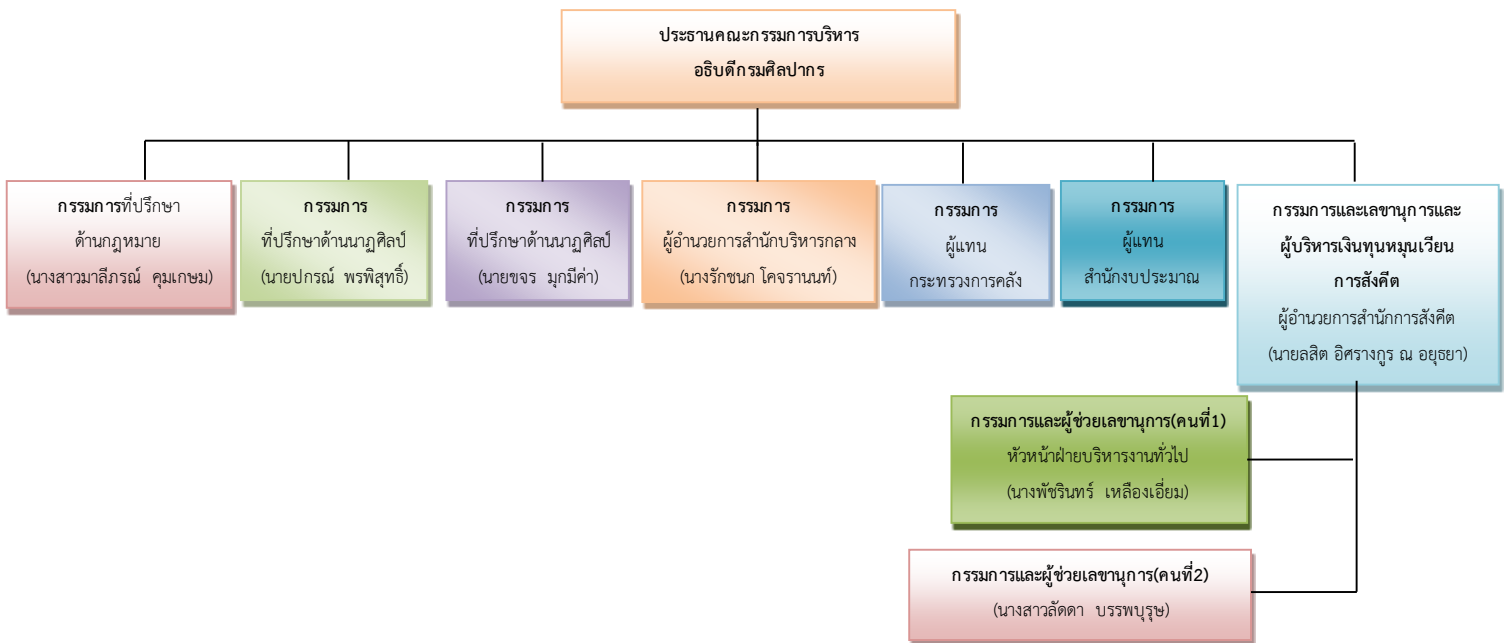 ประธานคณะกรรมการบริหาร
อธิบดีกรมศิลปากร
กรรมการที่ปรึกษา
ด้านกฎหมาย
(นางสาวมาลีภรณ์ คุมเกษม)
กรรมการ
ที่ปรึกษาด้านนาฏศิลป์
(นายปกรณ์ พรพิสุทธิ์)
กรรมการ
ที่ปรึกษาด้านนาฏศิลป์
(นายขจร มุกมีค่า)
กรรมการ
ผู้อำนวยการสำนักบริหารกลาง
(นางรักชนก โคจรานนท์)
กรรมการ
ผู้แทน
กระทรวงการคลัง
กรรมการ
ผู้แทน
สำนักงบประมาณ
กรรมการและเลขานุการและ
ผู้บริหารเงินทุนหมุนเวียน
การสังคีต
ผู้อำนวยการสำนักการสังคีต
(นายลสิต อิศรางกูร ณ อยุธยา)
กรรมการและผู้ช่วยเลขานุการ(คนที่1)
หัวหน้าฝ่ายบริหารงานทั่วไป
(นางพัชรินทร์ เหลืองเอี่ยม)
กรรมการและผู้ช่วยเลขานุการ(คนที่2)
(นางสาวลัดดา บรรพบุรุษ)